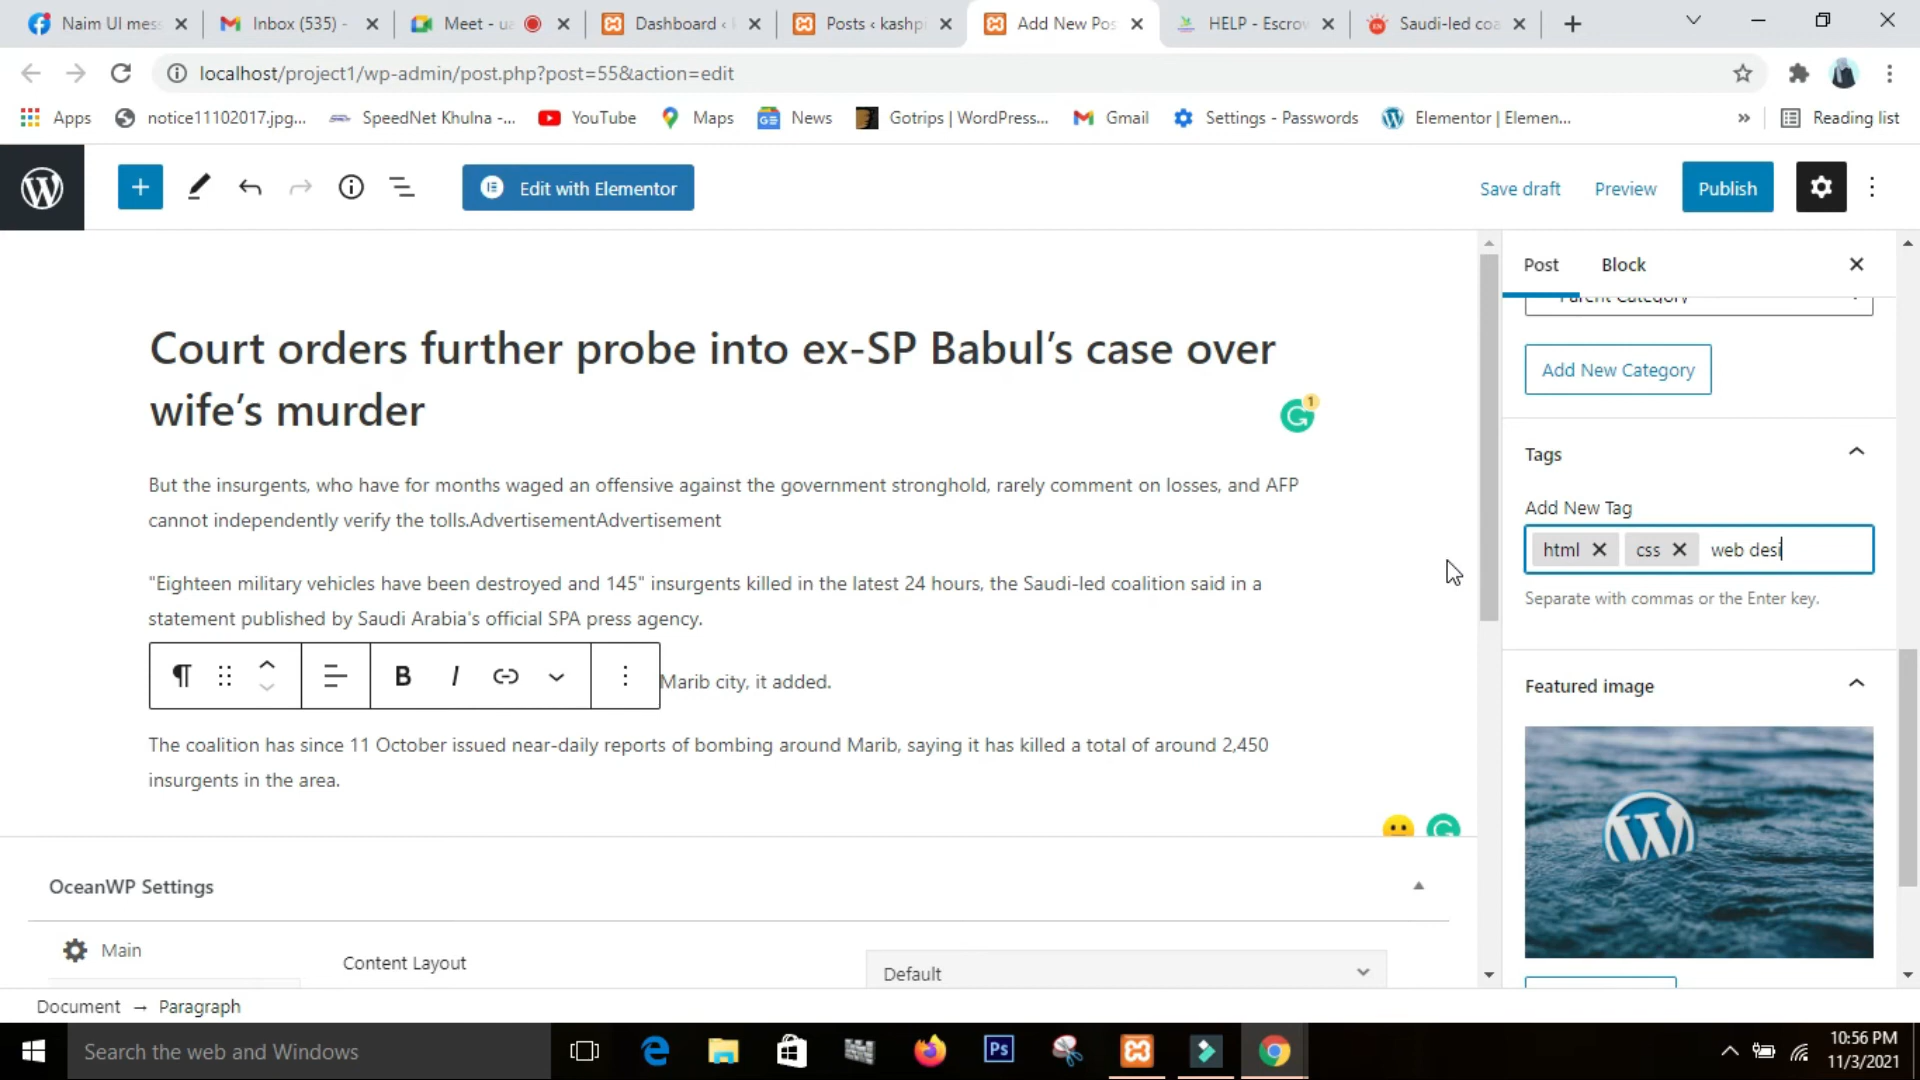 Naim UI mess
Inbox (535) -
Meet - ua
Dashboard ‹ k
Posts ‹ kashpi
Add New Pos
HELP - Escrow
Saudi-led coa
localhost/project1/wp-admin/post.php?post=55&action=edit
Apps
notice11102017.jpg...
SpeedNet Khulna -...
YouTube
Maps
News
Gotrips | WordPress...
Gmail
Settings - Passwords
Elementor | Elemen...
»
Reading list
Edit with Elementor
Save draft
Preview
Publish
Post
Block
Court orders further probe into ex-SP Babul’s case over
wife’s murder
But the insurgents, who have for months waged an offensive against the government stronghold, rarely comment on losses, and AFP
cannot independently verify the tolls.AdvertisementAdvertisement
"Eighteen military vehicles have been destroyed and 145" insurgents killed in the latest 24 hours, the Saudi-led coalition said in a
statement published by Saudi Arabia's official SPA press agency.
B I
Marib city, it added.
The coalition has since 11 October issued near-daily reports of bombing around Marib, saying it has killed a total of around 2,450
insurgents in the area.
OceanWP Settings
Main
Content Layout
Default
Document → Paragraph
Parent Category
Add New Category
Tags
Add New Tag
html
css
web desi
Separate with commas or the Enter key.
Featured image
Search the web and Windows
Ps
10:56 PM
11/3/2021